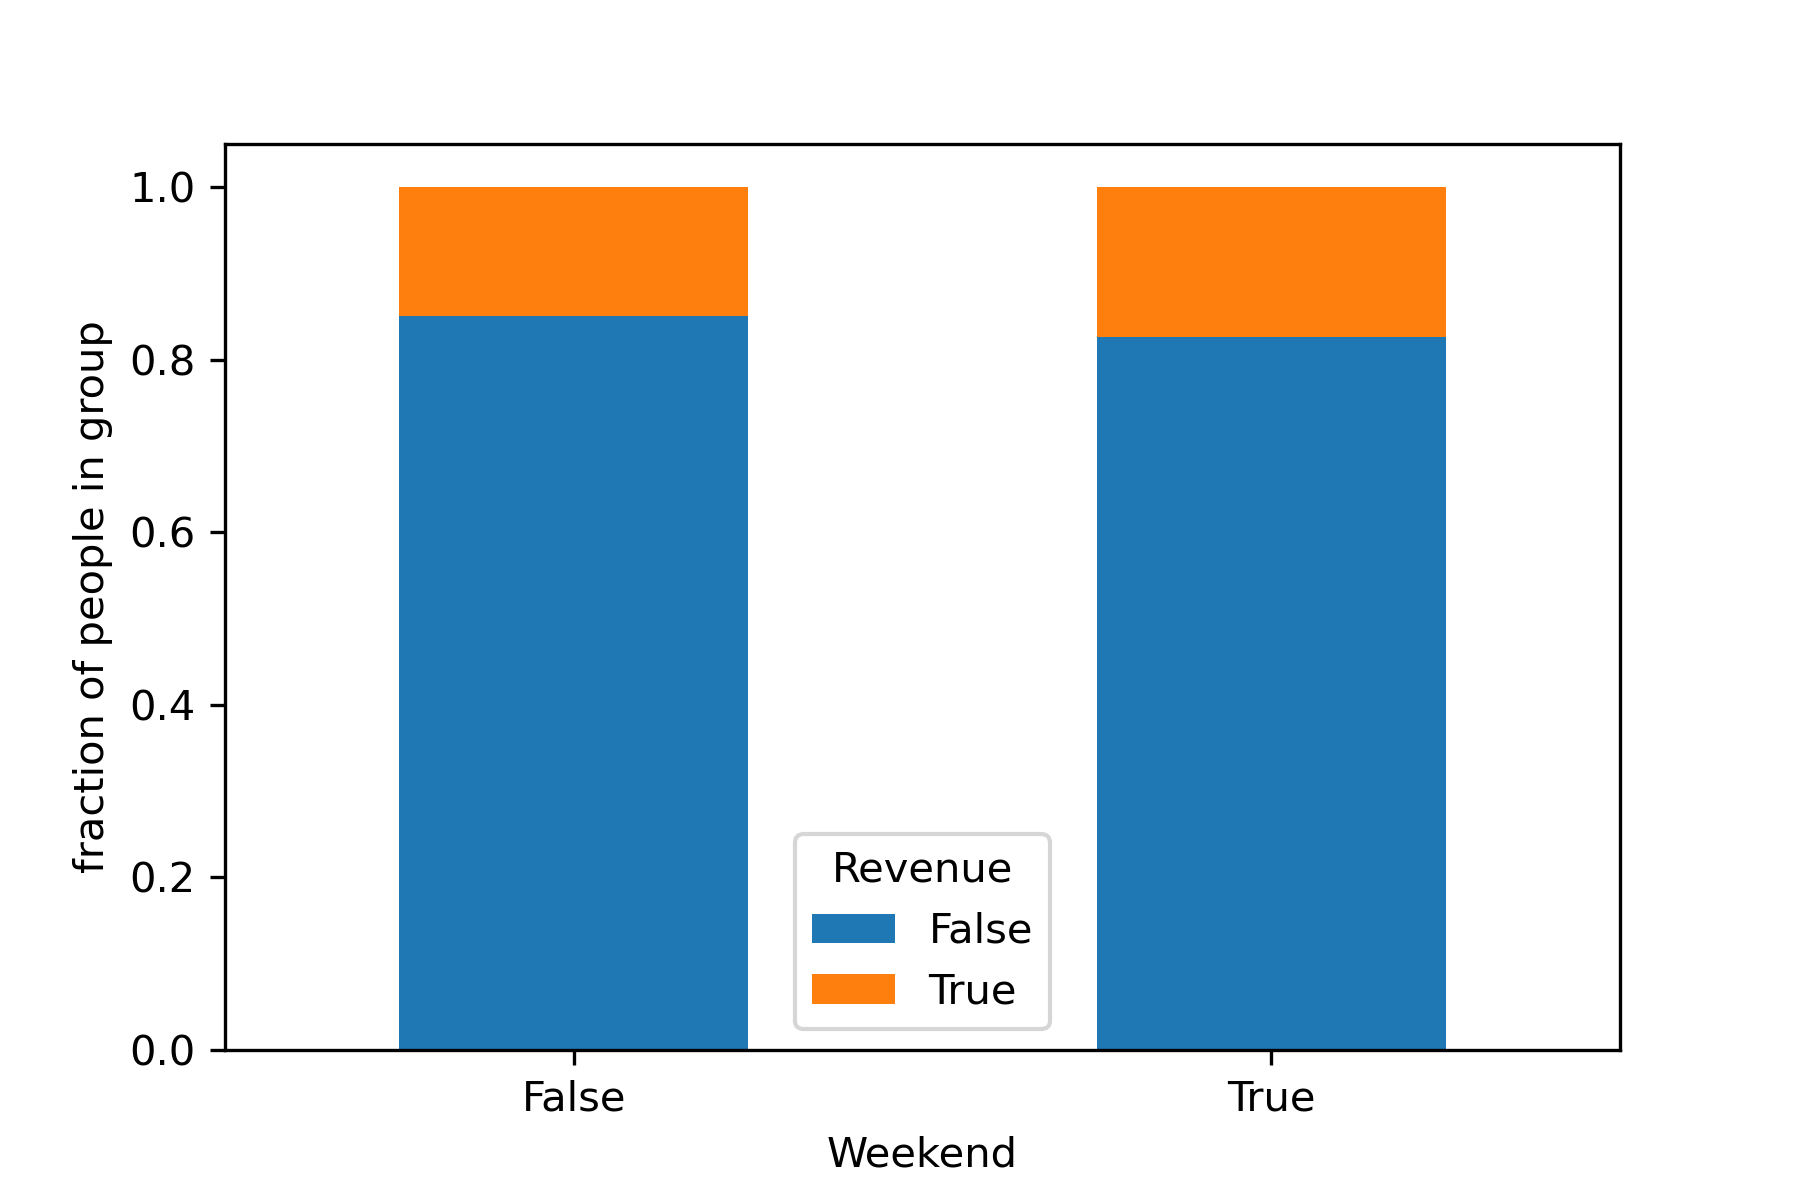 1.0
0.8
0.6
0.4
0.2
0.0
fraction of people in group
Revenue
False
True
False
True
Weekend